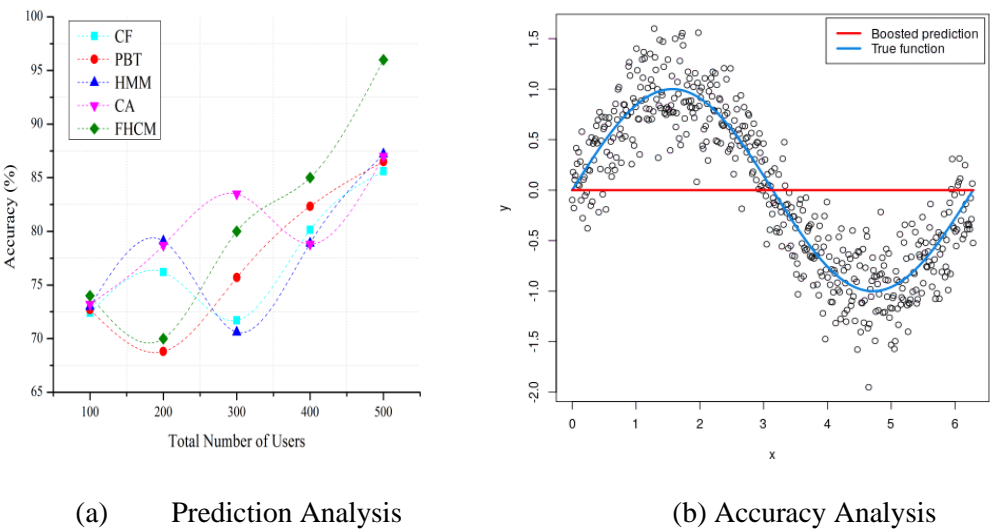 100
95
90
85
80
75
70
65
Accuracy (%)
CF
PBT
HMM
CA
FHCM
100 200 300 400 500
Total Number of Users
(a) Prediction Analysis
1.5
1.0
0.5
0.0
-0.5
-1.0
-1.5
-2.0
y
Boosted prediction
True function
0 1 2 3 4 5 6
x
(b) Accuracy Analysis